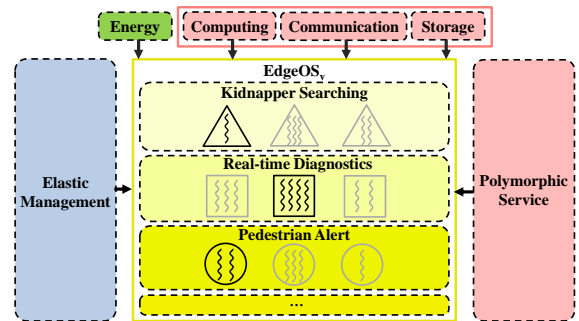 Energy
Computing
Communication
Storage
EdgeOSv
Kidnapper Searching
Real-time Diagnostics
Elastic
Management
Polymorphic
Service
Pedestrian Alert
...